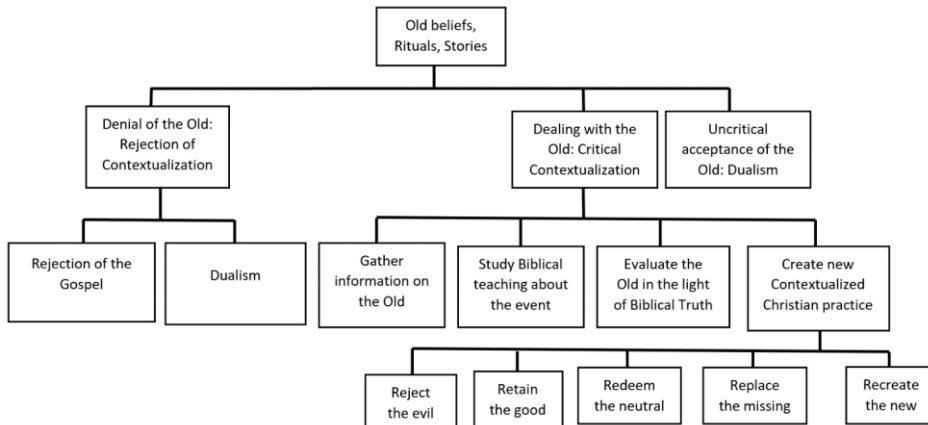 Old beliefs,
Rituals, Stories
Denial of the Old:
Rejection of
Contextualization
Dealing with the
Old: Critical
Contextualization
Uncritical
acceptance of the
Old: Dualism
Rejection of the
Gospel
Dualism
Gather
information on
the Old
Study Biblical
teaching about
the event
Evaluate the
Old in the light
of Biblical Truth
Create new
Contextualized
Christian practice
Reject
the evil
Retain
the good
Redeem
the neutral
Replace
the missing
Recreate
the new